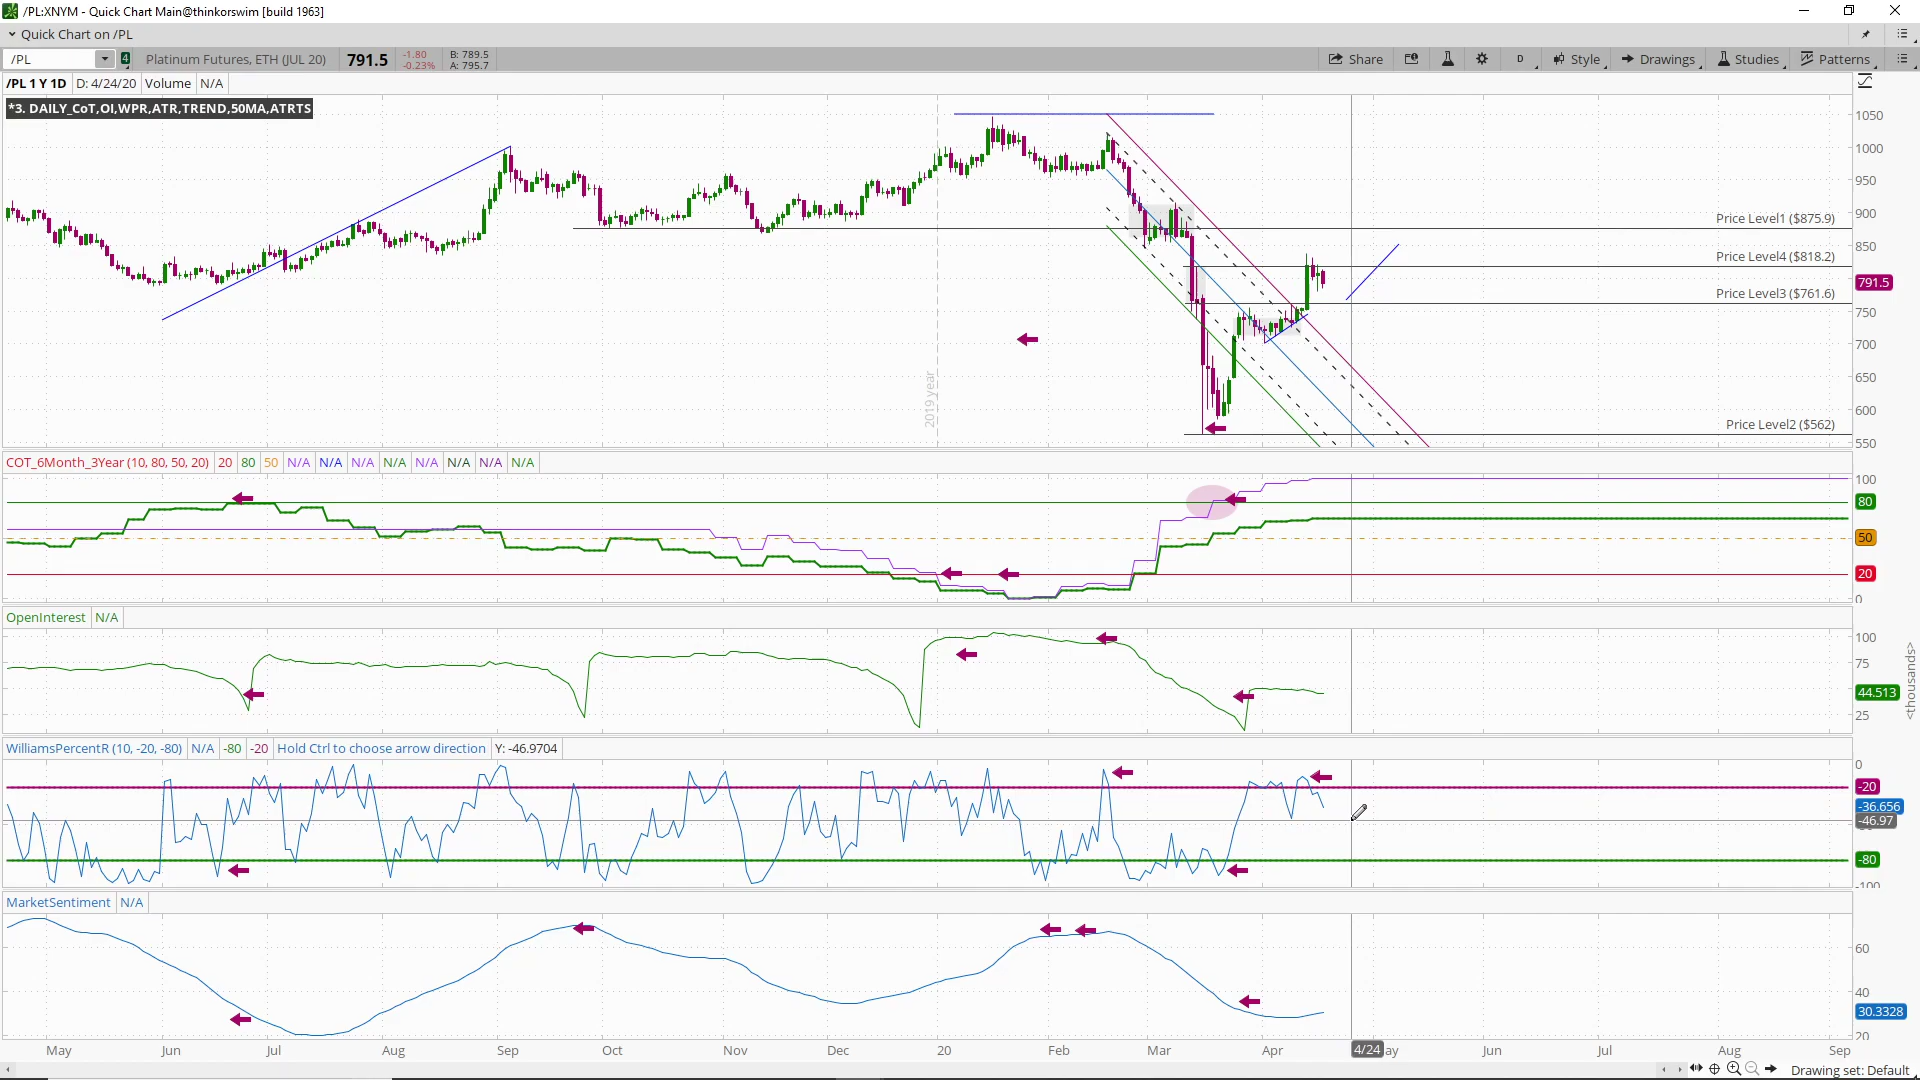 /PL:XNYM - Quick Chart Main@thinkorswim [build 1963]
Quick Chart on /PL
/PL 4 Platinum Futures, ETH (JUL 20) 791.5 -1.80 -0.23% B: 789.5 A: 795.7 Share D Style Drawings Studies Patterns
/PL 1 Y 1D D: 4/24/20 Volume N/A
*3. DAILY_CoT,OI,WPR,ATR,TREND,50MA,ATRTS
1050
1000
950
900
Price Level1 ($875.9)
850
Price Level4 ($818.2)
791.5
Price Level3 ($761.6)
750
700
650
2019 year
600
Price Level2 ($562)
550
COT_6Month_3Year (10, 80, 50, 20) 20 80 50 N/A N/A N/A N/A N/A N/A N/A N/A
100
80
50
20
0
OpenInterest N/A
100
75
44.513
25
<thousands>
WilliamsPercentR (10, -20, -80) N/A -80 -20 Hold Ctrl to choose arrow direction Y: -46.9704
0
-20
-36.656
-46.97
-80
-100
MarketSentiment N/A
60
40
30.3328
20
May Jun Jul Aug Sep Oct Nov Dec 20 Feb Mar Apr 4/24 ay Jun Jul Aug Sep
Drawing set: Default